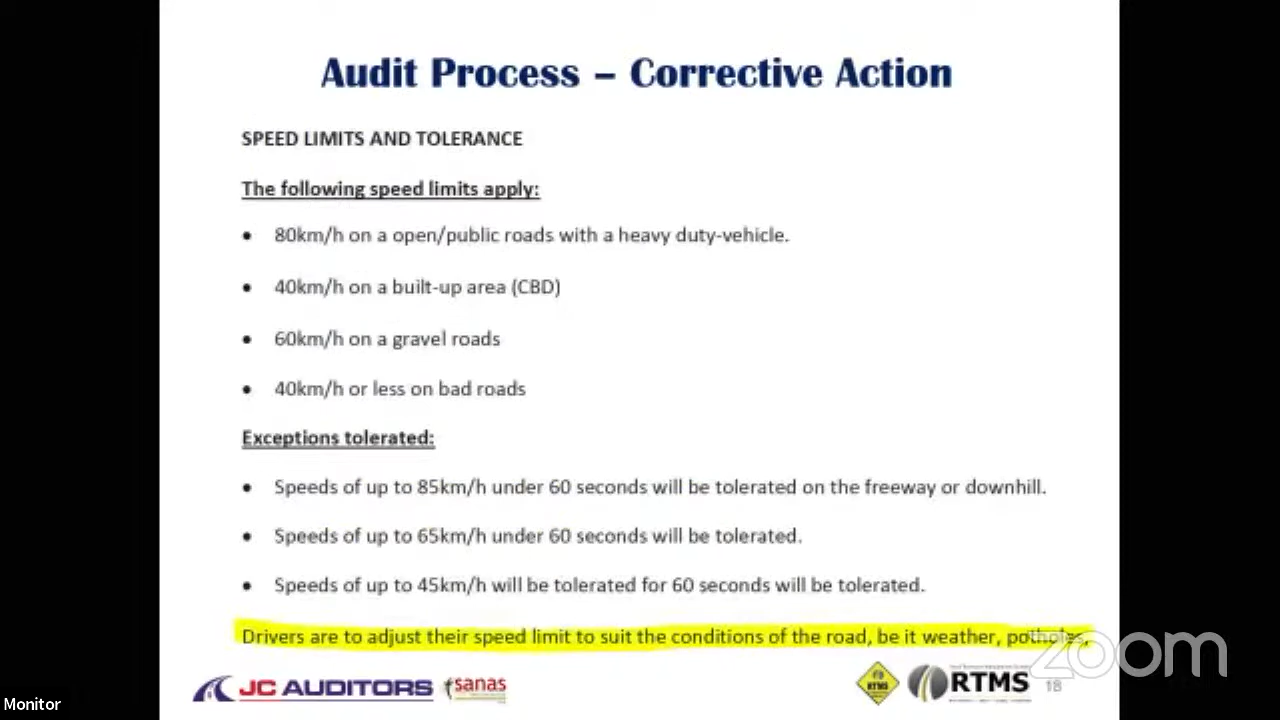 Audit Process – Corrective Action
SPEED LIMITS AND TOLERANCE
The following speed limits apply:
• 80km/h on a open/public roads with a heavy duty-vehicle.
• 40km/h on a built-up area (CBD)
• 60km/h on a gravel roads
• 40km/h or less on bad roads
Exceptions tolerated:
• Speeds of up to 85km/h under 60 seconds will be tolerated on the freeway or downhill.
• Speeds of up to 65km/h under 60 seconds will be tolerated.
• Speeds of up to 45km/h will be tolerated for 60 seconds will be tolerated.
Drivers are to adjust their speed limit to suit the conditions of the road, be it weather, potholes,
zoom
JC AUDITORS sanas RTMS RTMS 18
Monitor